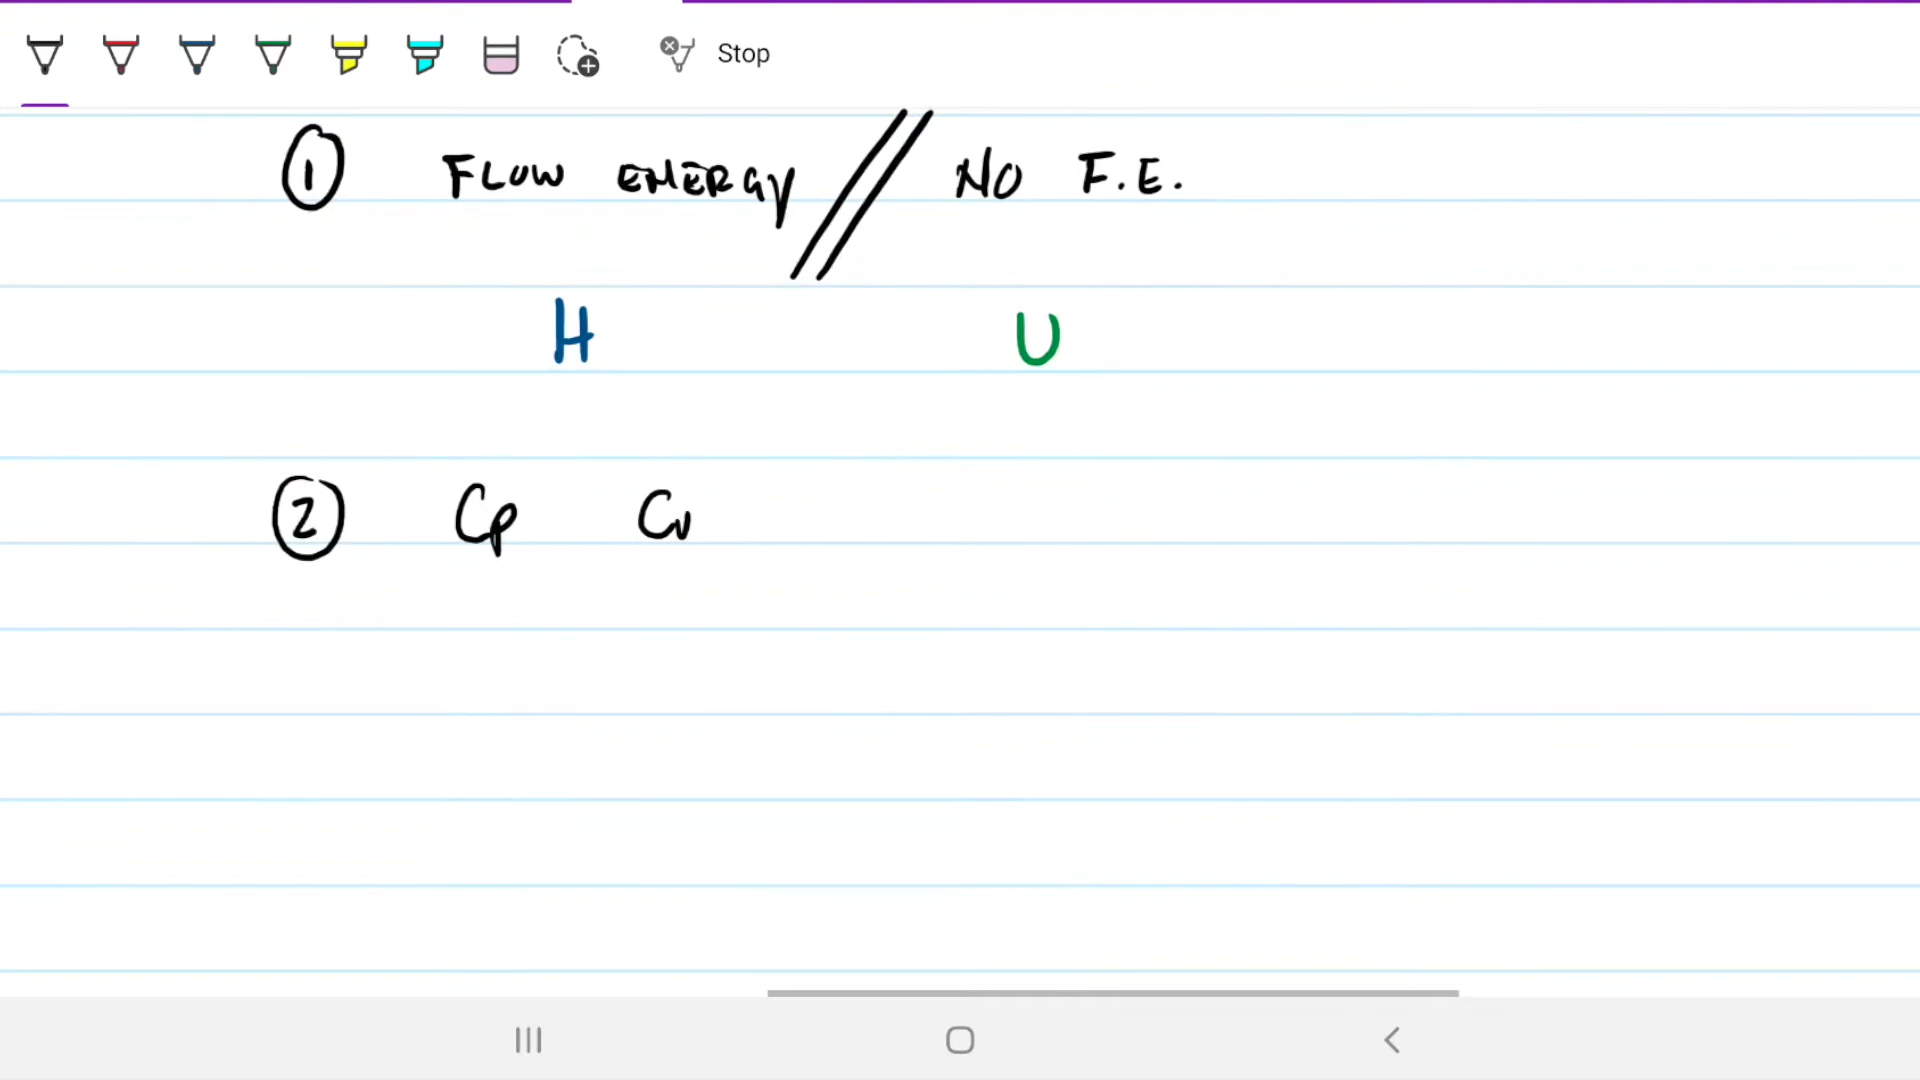 Stop
① FLOW ENERGY // NO F.E.
H U
② Cp Cv